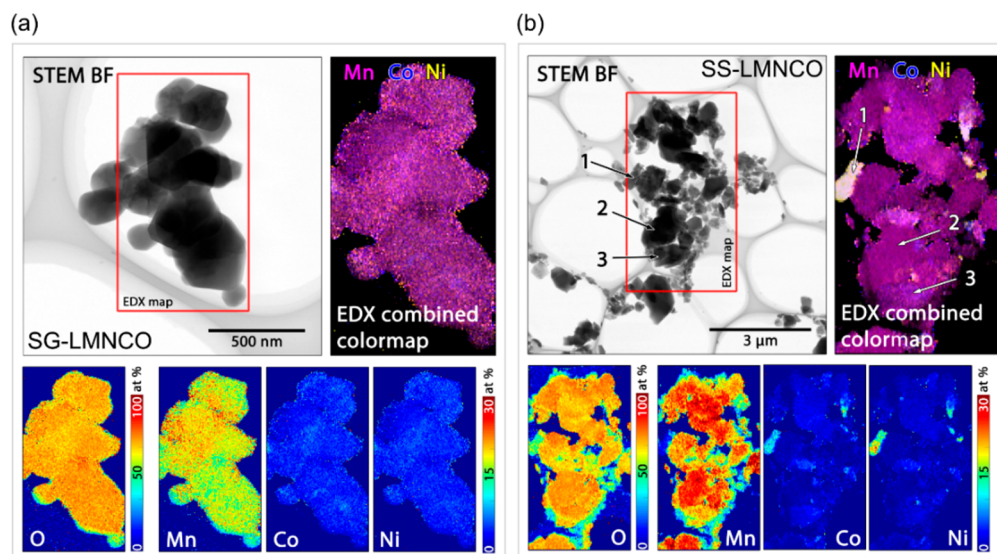 (a)
STEM BF
Mn Co Ni
EDX map
SG-LMNCO
500 nm
EDX combined
colormap
O
0 50 100 at %
Mn
Co
Ni
0 15 30 at %
(b)
STEM BF
SS-LMNCO
Mn Co Ni
1
2
3
EDX map
3 µm
1
2
3
EDX combined
colormap
O
0 50 100 at %
Mn
Co
Ni
0 15 30 at %